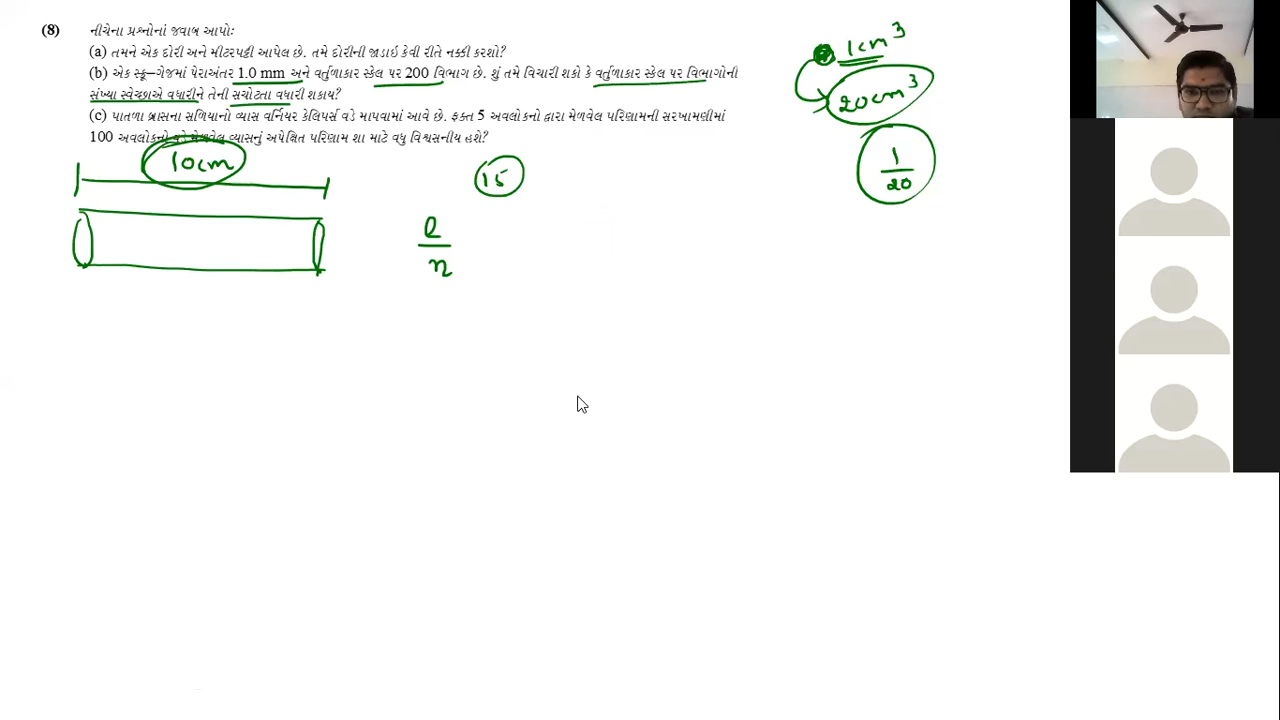 (8) નીચેના પ્રશ્નોનાં જવાબ આપો:
(a) તમને એક દોરી અને મીટરપટ્ટી આપેલ છે. તમે દોરીની જાડાઇ કેવી રીતે નક્કી કરશો?
(b) એક સ્ક્રૂ-ગેજમાં પેરાઅંતર 1.0 mm અને વર્તુળાકાર સ્કેલ પર 200 વિભાગ છે. શું તમે વિચારી શકો કે વર્તુળાકાર સ્કેલ પર વિભાગોની
સંખ્યા સ્વેચ્છાએ વધારીને તેની સચોટતા વધારી શકાય?
(c) પાતળા બ્રાસના સળિયાનો વ્યાસ વર્નિયર કેલિપર્સ વડે માપવામાં આવે છે. ફક્ત 5 અવલોકનો દ્વારા મેળવેલ પરિણામની સરખામણીમાં
100 અવલોકનો વડે મેળવેલ વ્યાસનું અપેક્ષિત પરિણામ શા માટે વધુ વિશ્વસનીય હશે?
1cm³
20cm³
1
20
10cm
15
l
n